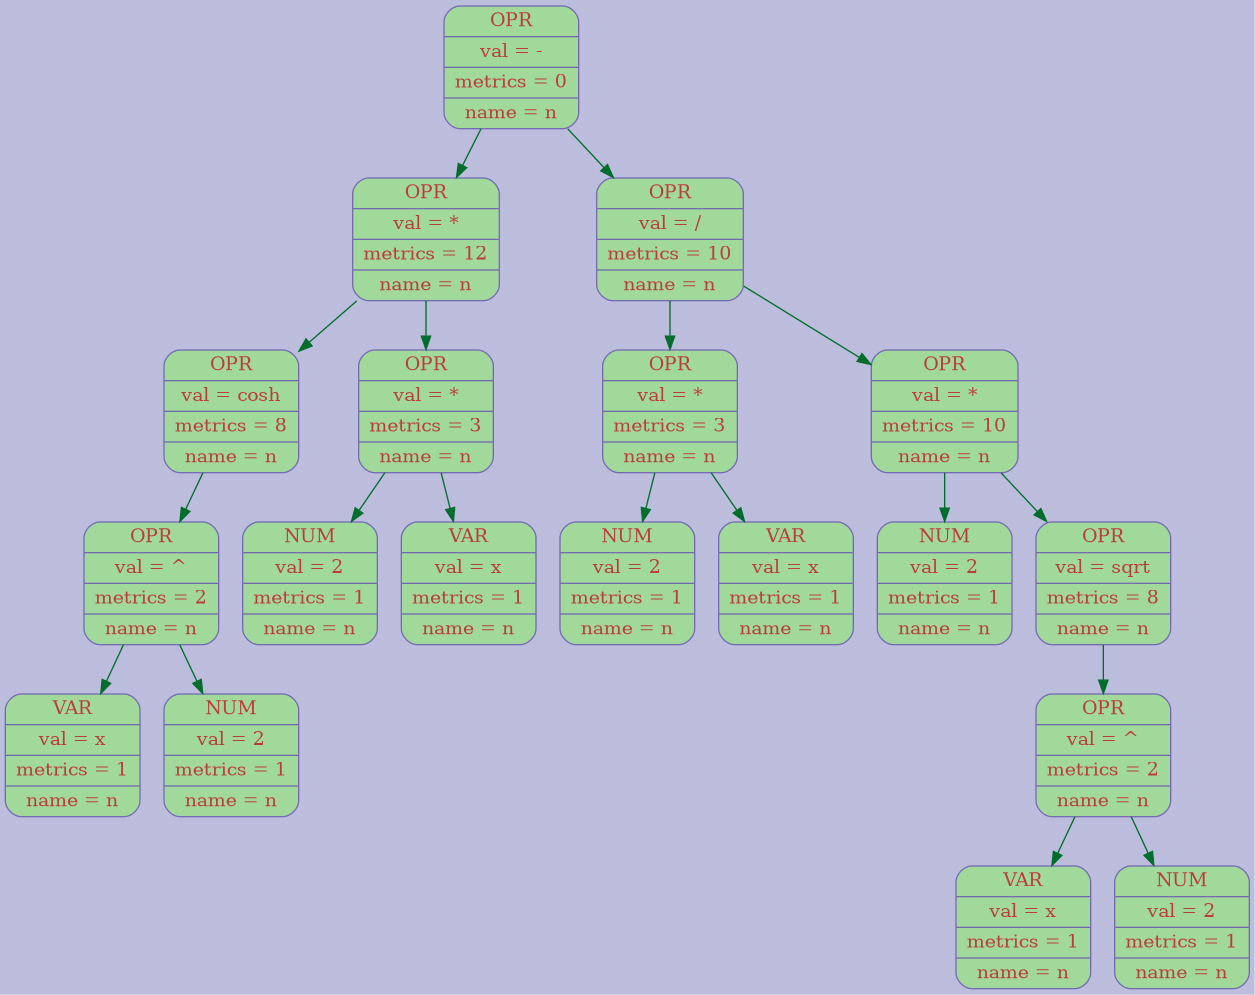 OPR
val = -
metrics = 0
name = n
OPR
val = *
metrics = 12
name = n
OPR
val = /
metrics = 10
name = n
OPR
val = cosh
metrics = 8
name = n
OPR
val = *
metrics = 3
name = n
OPR
val = *
metrics = 3
name = n
OPR
val = *
metrics = 10
name = n
OPR
val = ^
metrics = 2
name = n
NUM
val = 2
metrics = 1
name = n
VAR
val = x
metrics = 1
name = n
NUM
val = 2
metrics = 1
name = n
VAR
val = x
metrics = 1
name = n
NUM
val = 2
metrics = 1
name = n
OPR
val = sqrt
metrics = 8
name = n
VAR
val = x
metrics = 1
name = n
NUM
val = 2
metrics = 1
name = n
OPR
val = ^
metrics = 2
name = n
VAR
val = x
metrics = 1
name = n
NUM
val = 2
metrics = 1
name = n